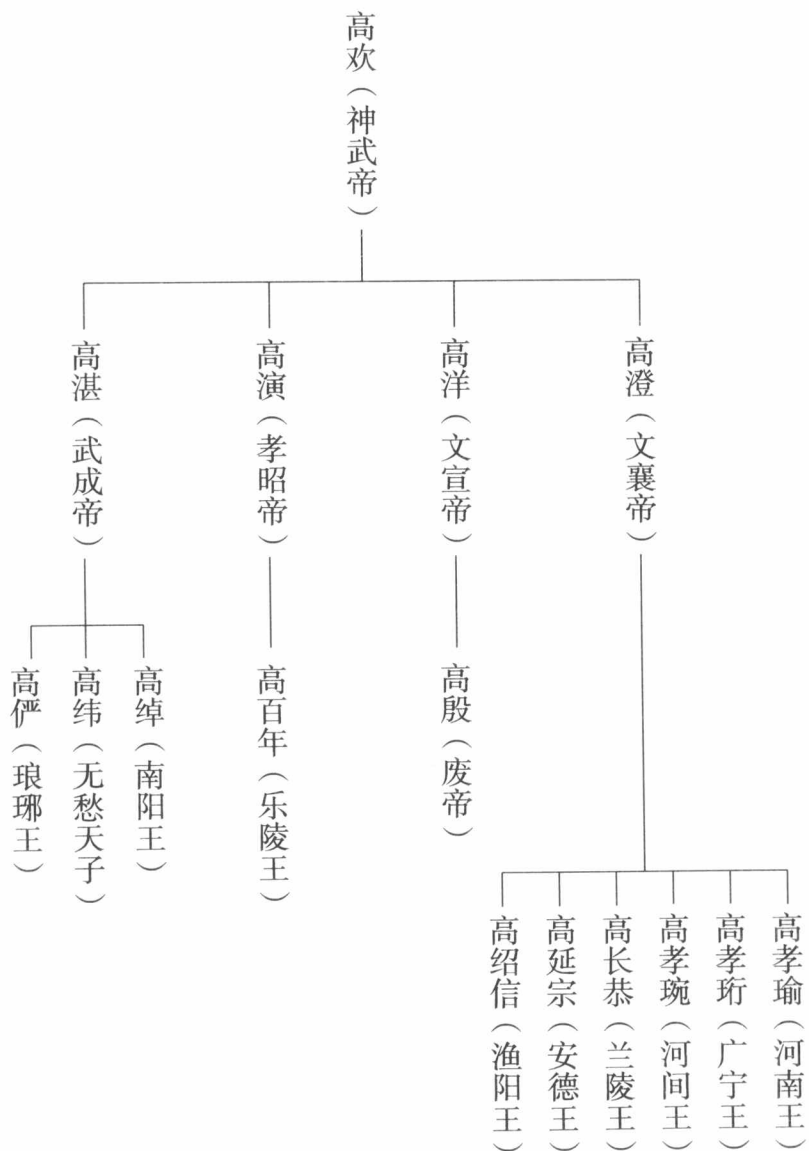 高欢（神武帝）
高澄（文襄帝）
高洋（文宣帝）
高演（孝昭帝）
高湛（武成帝）
高孝瑜（河南王）
高孝珩（广宁王）
高孝琬（河间王）
高长恭（兰陵王）
高延宗（安德王）
高绍信（渔阳王）
高殷（废帝）
高百年（乐陵王）
高绰（南阳王）
高纬（无愁天子）
高俨（琅琊王）